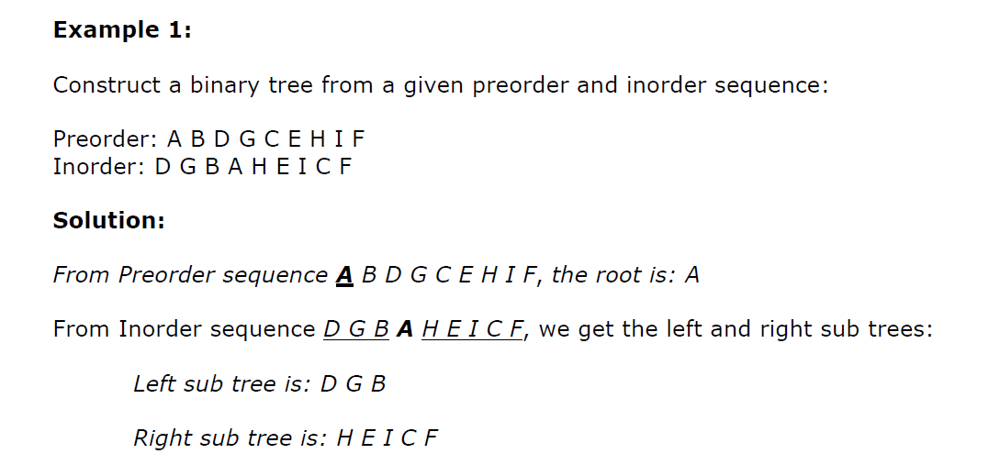 Example 1:
Construct a binary tree from a given preorder and inorder sequence:
Preorder: A B D G C E H I F
Inorder: D G B A H E I C F
Solution:
From Preorder sequence A B D G C E H I F, the root is: A
From Inorder sequence D G B A H E I C F, we get the left and right sub trees:
Left sub tree is: D G B
Right sub tree is: H E I C F